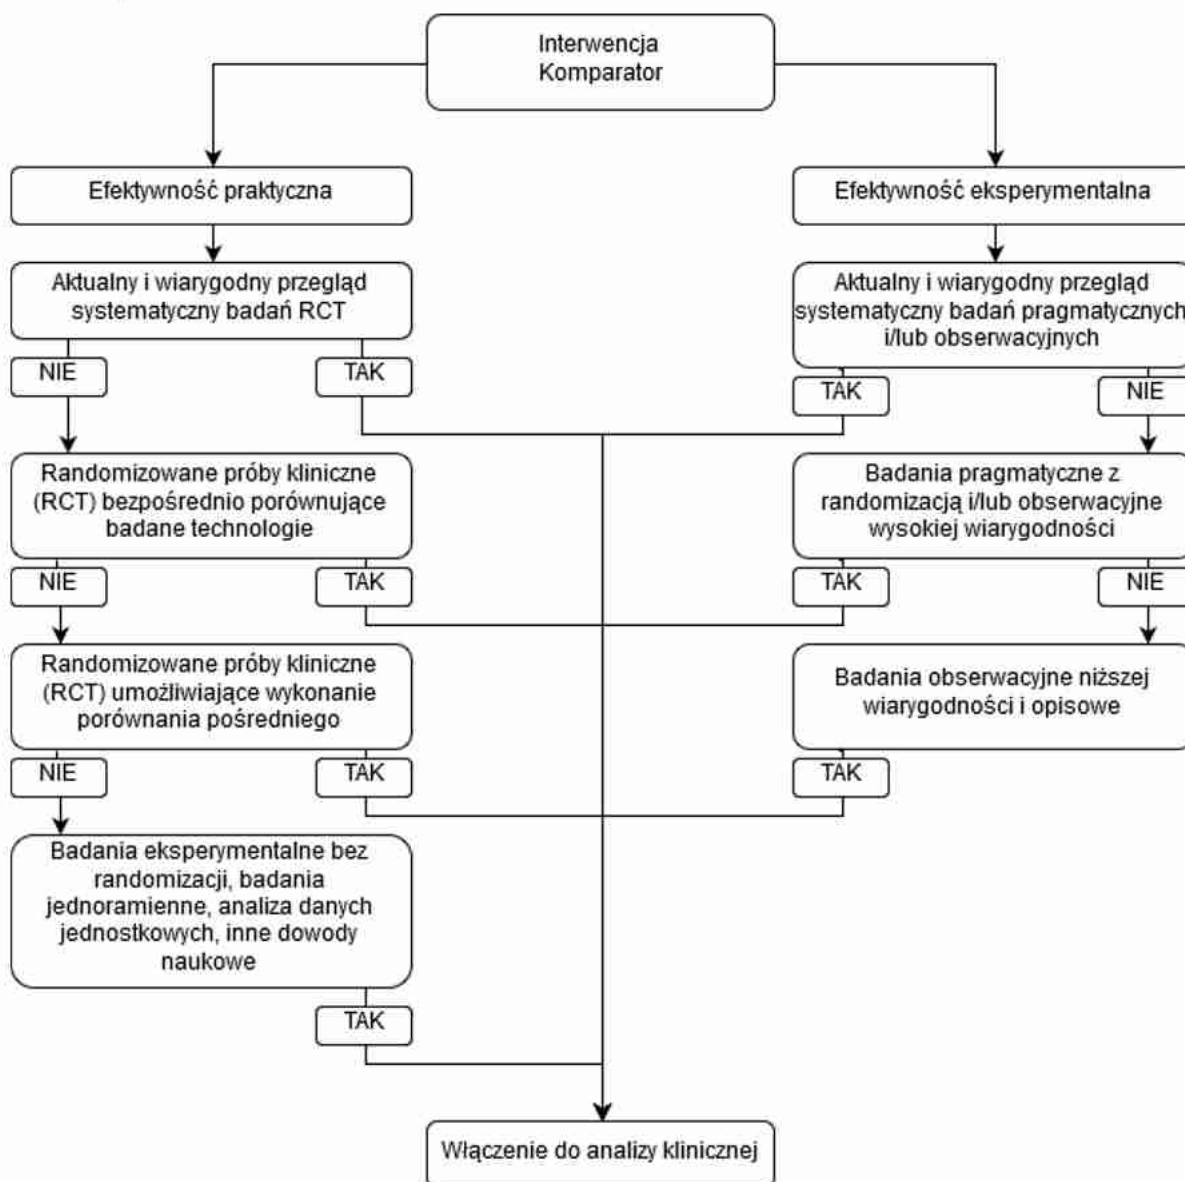 Interwencja
Komparator
Efektywność praktyczna
Efektywność eksperymentalna
Aktualny i wiarygodny przegląd
systematyczny badań RCT
Aktualny i wiarygodny przegląd
systematyczny badań pragmatycznych
i/lub obserwacyjnych
NIE
TAK
TAK
NIE
Randomizowane próby kliniczne
(RCT) bezpośrednio porównujące
badane technologie
Badania pragmatyczne z
randomizacją i/lub obserwacyjne
wysokiej wiarygodności
NIE
TAK
TAK
NIE
Randomizowane próby kliniczne
(RCT) umożliwiające wykonanie
porównania pośredniego
Badania obserwacyjne niższej
wiarygodności i opisowe
NIE
TAK
TAK
Badania eksperymentalne bez
randomizacji, badania
jednoramienne, analiza danych
jednostkowych, inne dowody
naukowe
TAK
Włączenie do analizy klinicznej